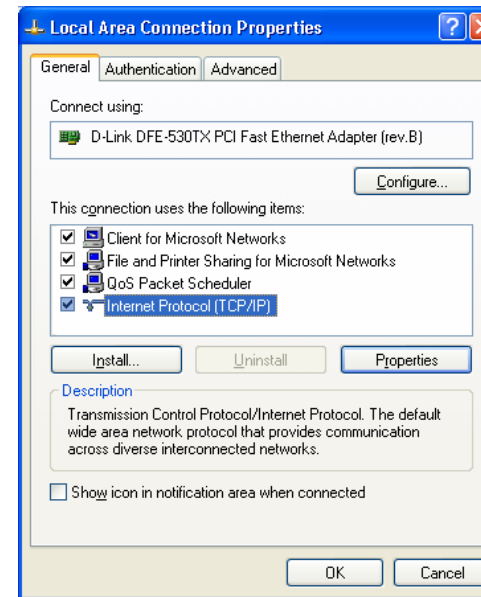 Local Area Connection Properties
General Authentication Advanced
Connect using:
D-Link DFE-530TX PCI Fast Ethernet Adapter (rev.B)
Configure...
This connection uses the following items:
Client for Microsoft Networks
File and Printer Sharing for Microsoft Networks
QoS Packet Scheduler
Internet Protocol (TCP/IP)
Install... Uninstall Properties
Description
Transmission Control Protocol/Internet Protocol. The default
wide area network protocol that provides communication
across diverse interconnected networks.
Show icon in notification area when connected
OK Cancel